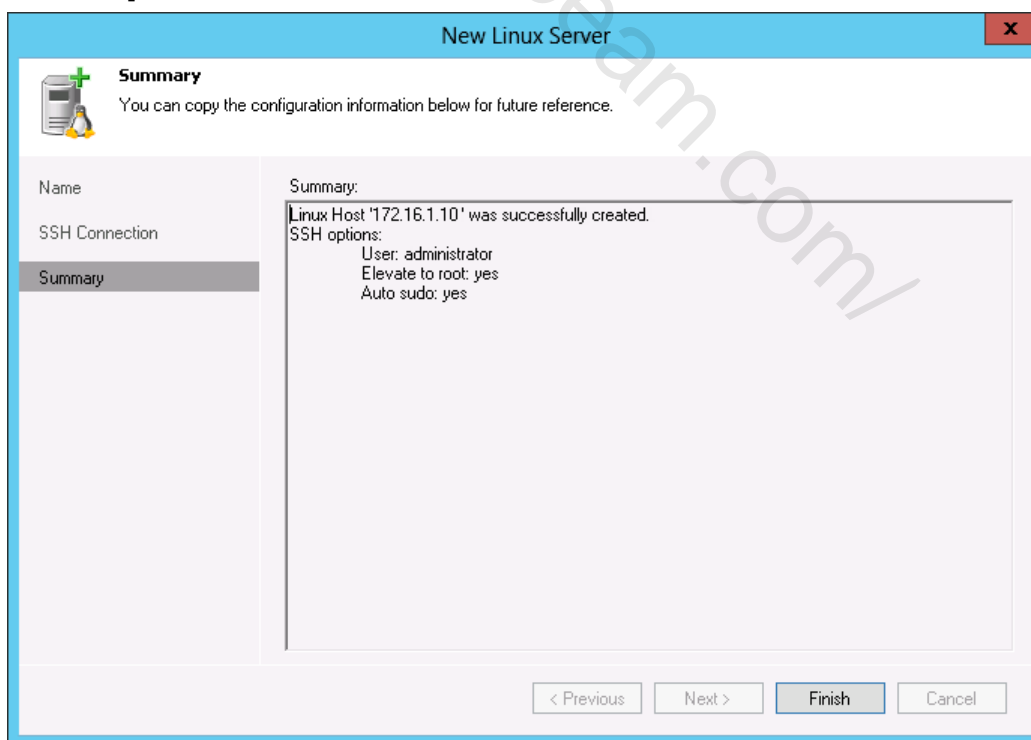 New Linux Server
x
Summary
You can copy the configuration information below for future reference.
Name
SSH Connection
Summary
Summary:
Linux Host '172.16.1.10' was successfully created.
SSH options:
User: administrator
Elevate to root: yes
Auto sudo: yes
< Previous
Next >
Finish
Cancel
eam.com/